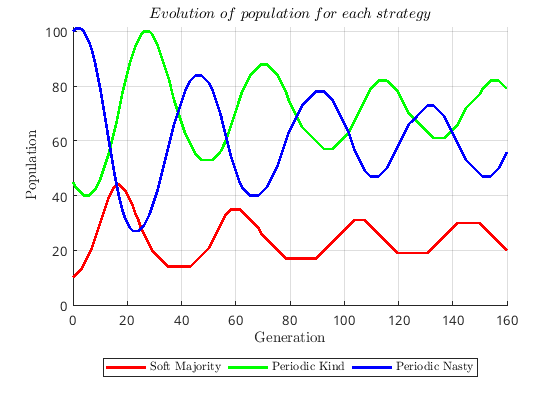 Evolution of population for each strategy
Population
100
80
60
40
20
0
0 20 40 60 80 100 120 140 160
Generation
Soft Majority Periodic Kind Periodic Nasty